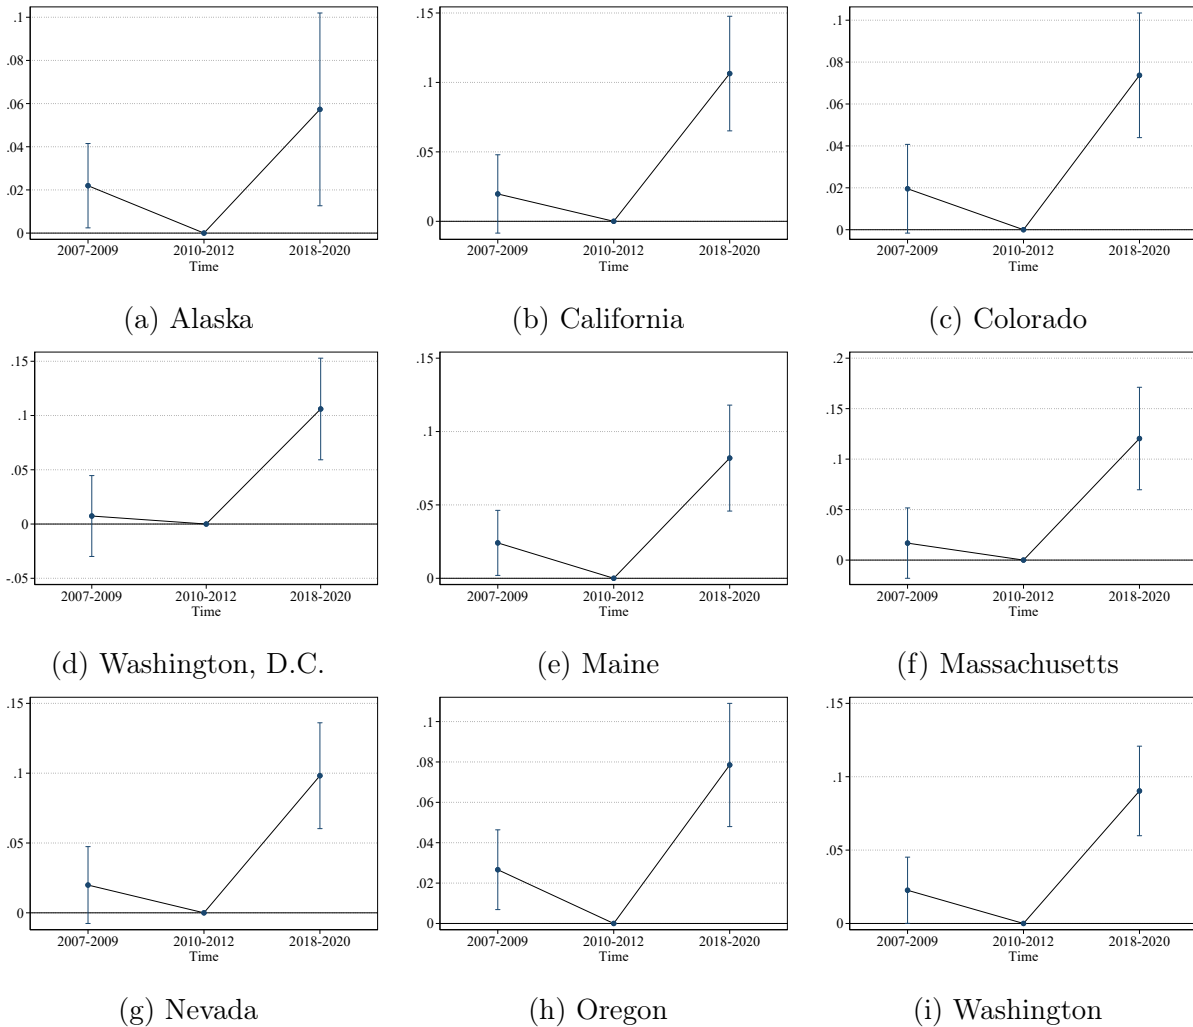 .1
.08
.06
.04
.02
0
2007-2009 2010-2012 2018-2020
Time
(a) Alaska
.15
.1
.05
0
2007-2009 2010-2012 2018-2020
Time
(b) California
.1
.08
.06
.04
.02
0
2007-2009 2010-2012 2018-2020
Time
(c) Colorado
.15
.1
.05
0
-.05
2007-2009 2010-2012 2018-2020
Time
(d) Washington, D.C.
.15
.1
.05
0
2007-2009 2010-2012 2018-2020
Time
(e) Maine
.2
.15
.1
.05
0
2007-2009 2010-2012 2018-2020
Time
(f) Massachusetts
.15
.1
.05
0
2007-2009 2010-2012 2018-2020
Time
(g) Nevada
.1
.08
.06
.04
.02
0
2007-2009 2010-2012 2018-2020
Time
(h) Oregon
.15
.1
.05
0
2007-2009 2010-2012 2018-2020
Time
(i) Washington